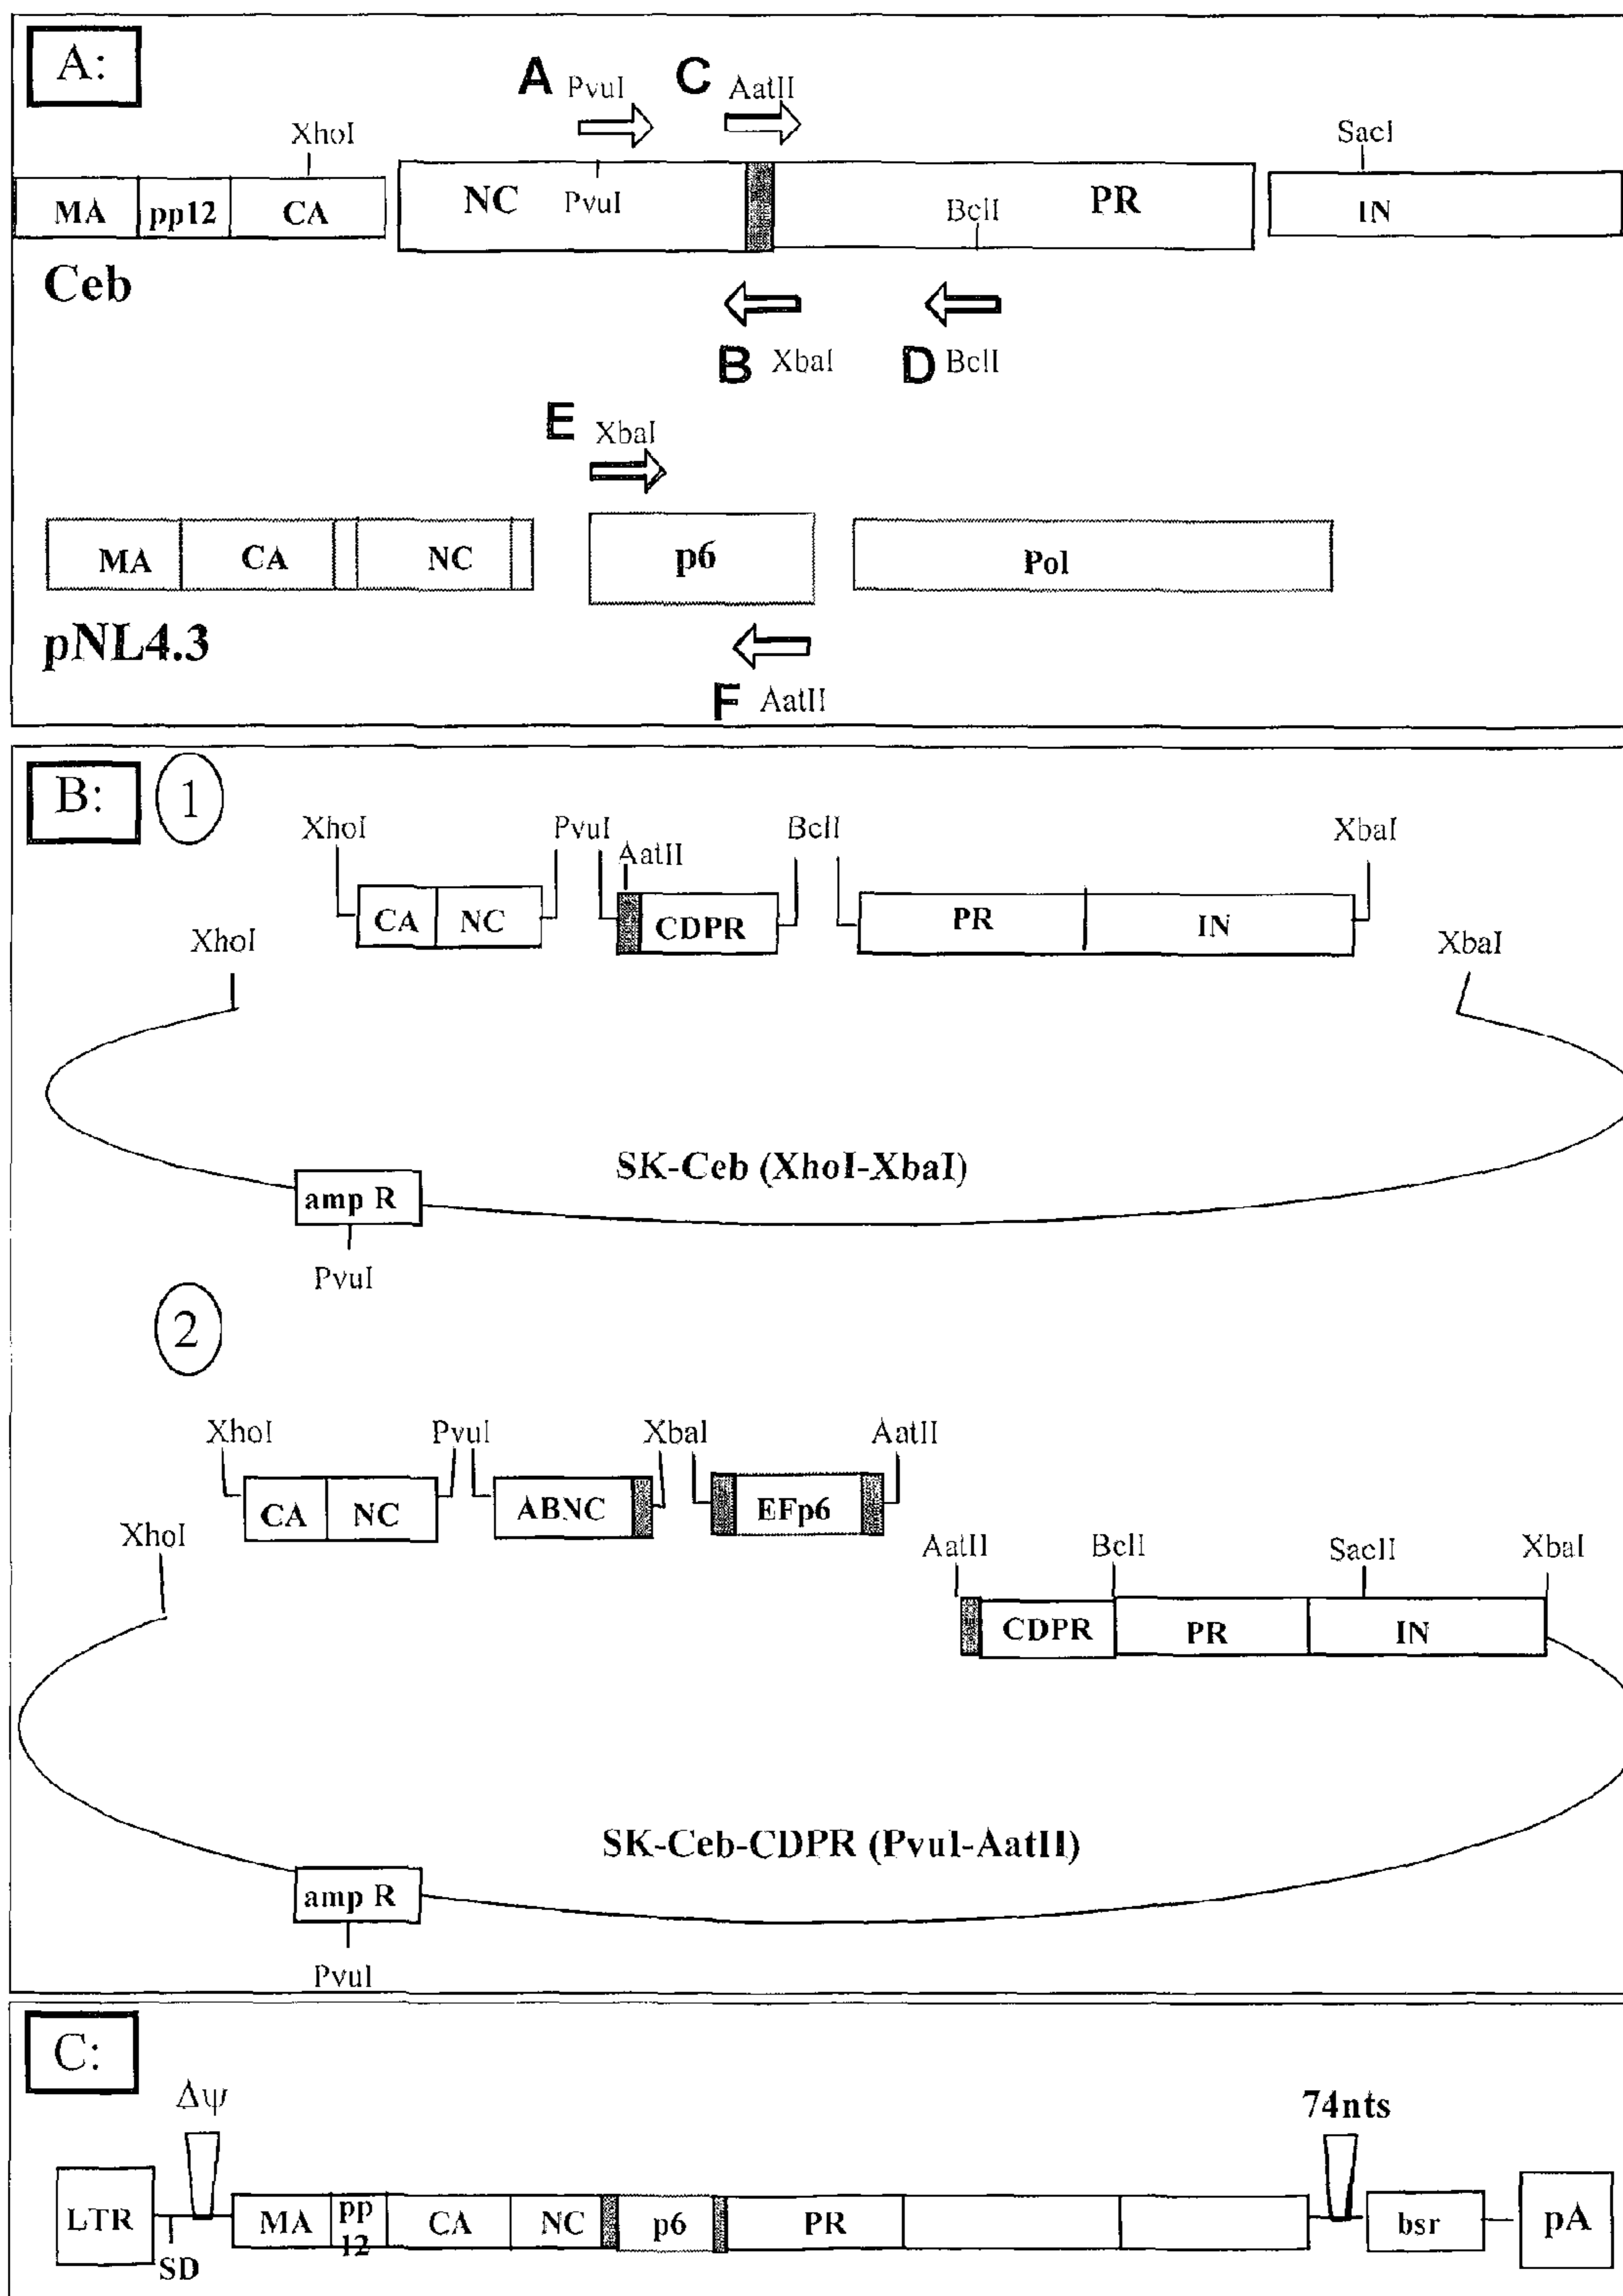 A:
A PvuI
C AatII
XhoI
SacI
MA pp12 CA
NC PvuI
BclI PR
IN
Ceb
B XbaI
D BclI
E XbaI
MA CA NC
p6
Pol
pNL4.3
F AatII
B: 1
XhoI PvuI AatII BclI XbaI
CA NC
CDPR
PR IN
XhoI
XbaI
SK-Ceb (XhoI-XbaI)
amp R
PvuI
2
XhoI PvuI XbaI AatII
CA NC
ABNC
EFp6
XhoI
AatII BclI SacII XbaI
CDPR PR IN
SK-Ceb-CDPR (PvuI-AatII)
amp R
PvuI
C:
Δψ
74nts
LTR
SD
MA pp 12 CA NC p6 PR
bsr
pA